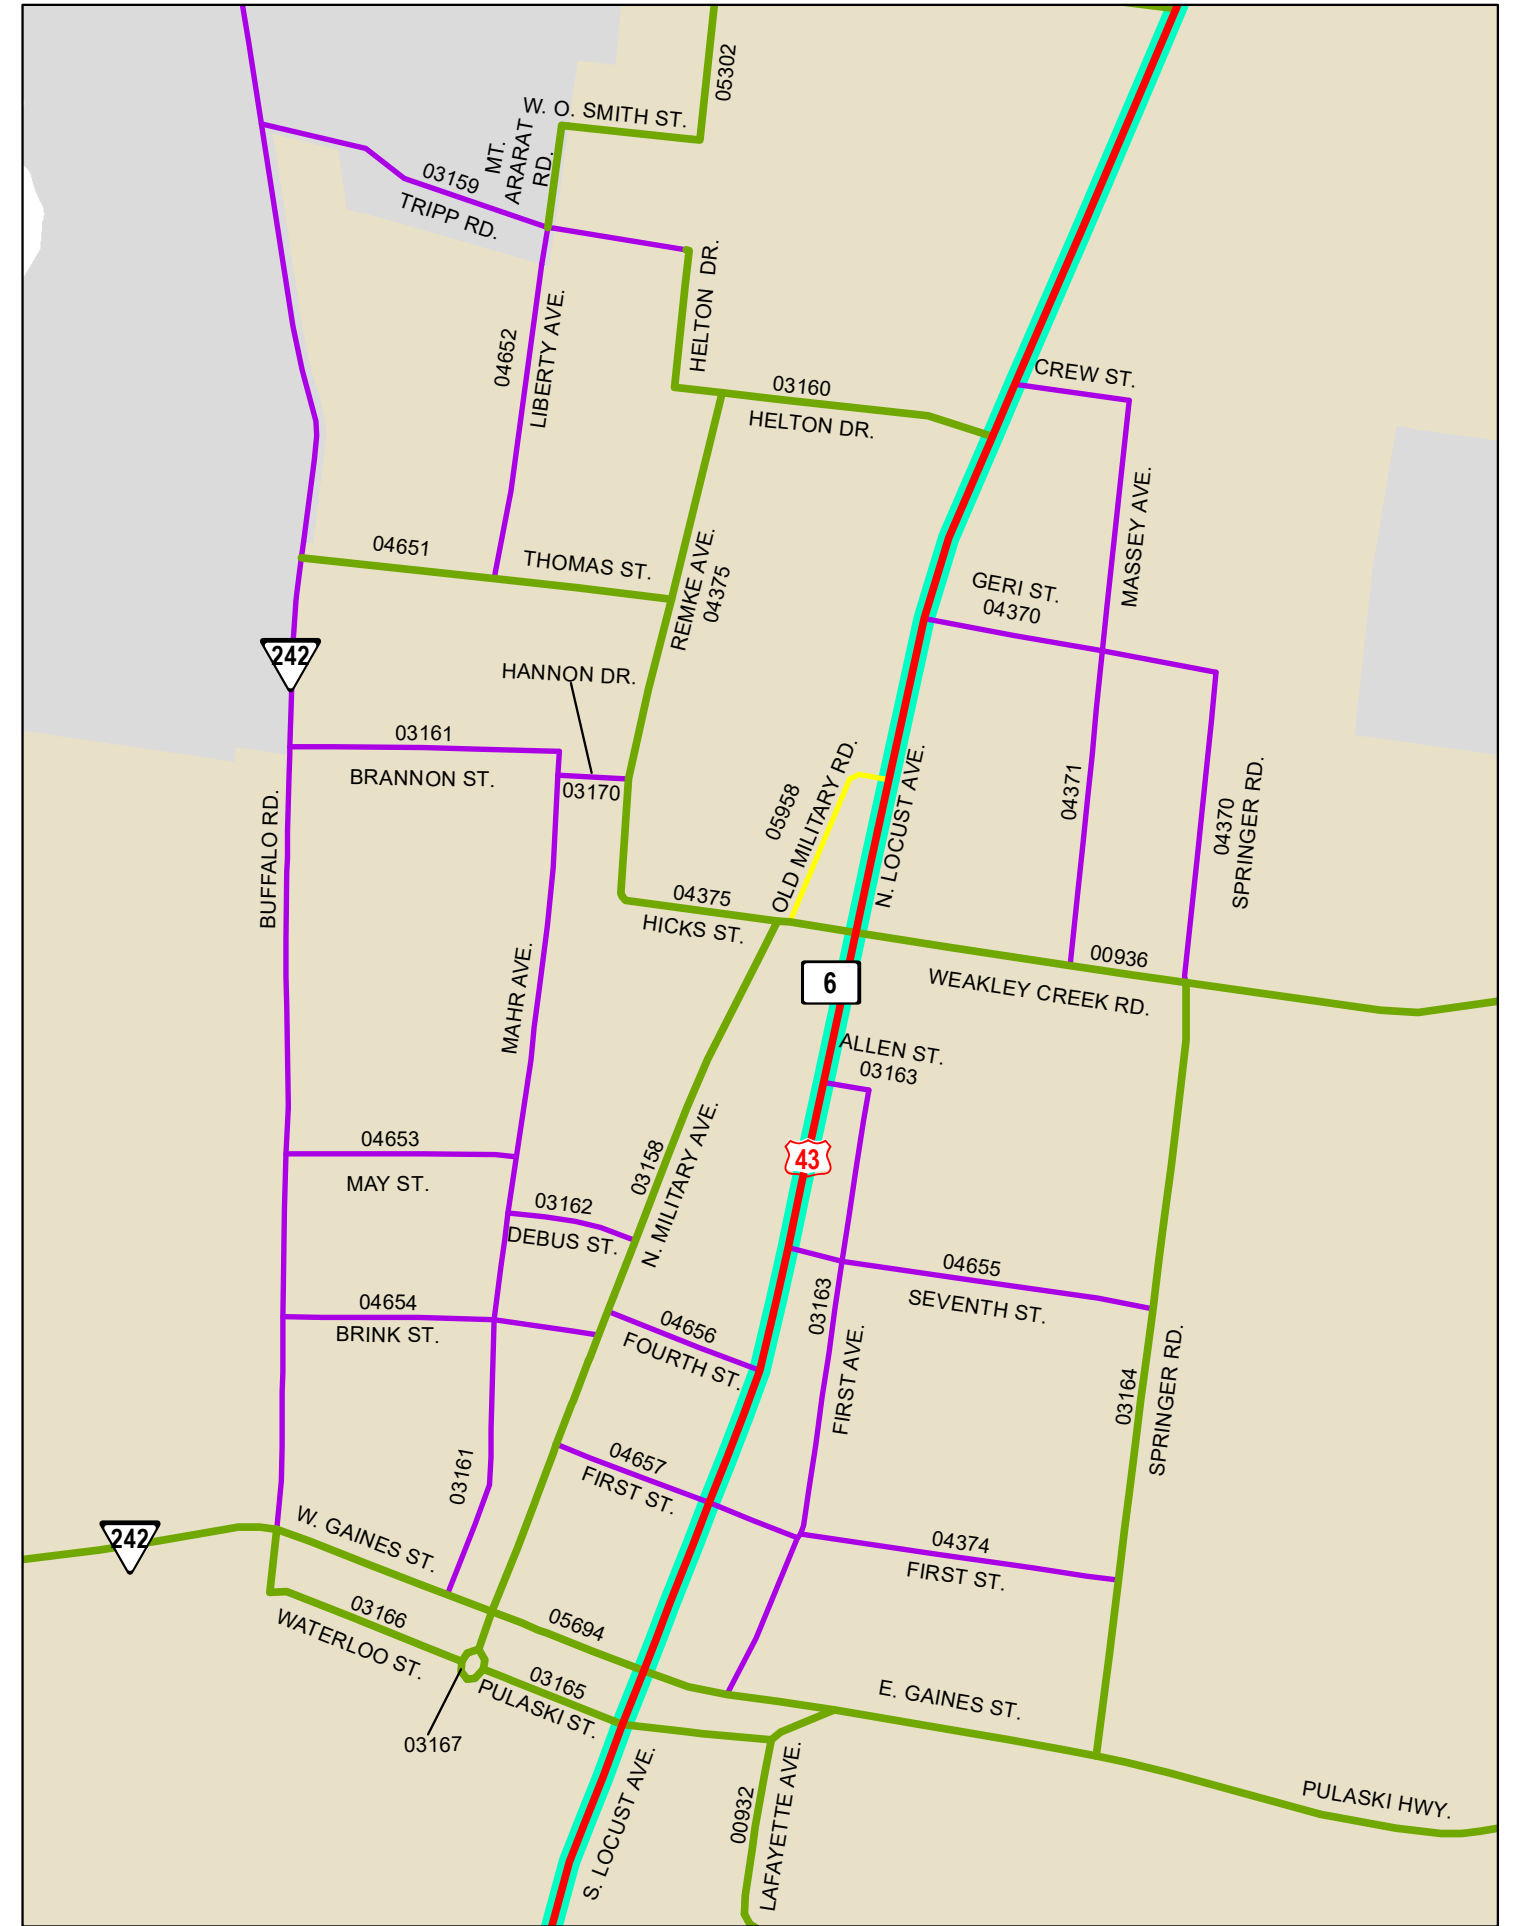 05302
W. O. SMITH ST.
MT.
ARARAT
RD.
03159
TRIPP RD.
HELTON DR.
04652
LIBERTY AVE.
03160
HELTON DR.
CREW ST.
MASSEY AVE.
04651
THOMAS ST.
REMKE AVE.
04375
GERI ST.
04370
242
HANNON DR.
03161
BRANNON ST.
03170
OLD MILITARY RD.
05958
N. LOCUST AVE.
04371
04370
SPRINGER RD.
BUFFALO RD.
04375
HICKS ST.
00936
WEAKLEY CREEK RD.
6
MAHR AVE.
ALLEN ST.
03163
04653
MAY ST.
03158
N. MILITARY AVE.
43
03162
DEBUS ST.
04655
SEVENTH ST.
04654
BRINK ST.
04656
FOURTH ST.
03163
FIRST AVE.
03164
SPRINGER RD.
03161
04657
FIRST ST.
04374
FIRST ST.
242
W. GAINES ST.
03166
WATERLOO ST.
05694
03165
PULASKI ST.
03167
E. GAINES ST.
S. LOCUST AVE.
00932
LAFAYETTE AVE.
PULASKI HWY.